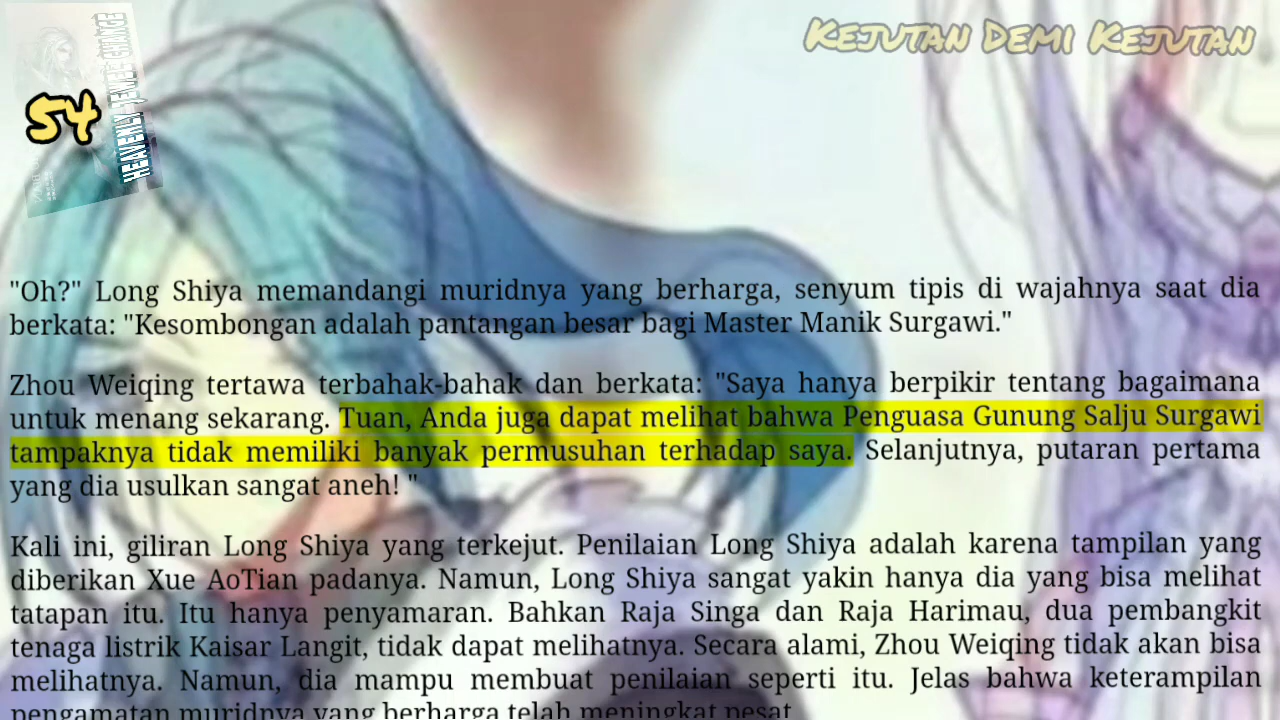 Kejutan Demi Kejutan
54
HEAVENLY JEWEL CHANGE
"Oh?" Long Shiya memandangi muridnya yang berharga, senyum tipis di wajahnya saat dia
berkata: "Kesombongan adalah pantangan besar bagi Master Manik Surgawi."
Zhou Weiqing tertawa terbahak-bahak dan berkata: "Saya hanya berpikir tentang bagaimana
untuk menang sekarang. Tuan, Anda juga dapat melihat bahwa Penguasa Gunung Salju Surgawi
tampaknya tidak memiliki banyak permusuhan terhadap saya. Selanjutnya, putaran pertama
yang dia usulkan sangat aneh! "
Kali ini, giliran Long Shiya yang terkejut. Penilaian Long Shiya adalah karena tampilan yang
diberikan Xue AoTian padanya. Namun, Long Shiya sangat yakin hanya dia yang bisa melihat
tatapan itu. Itu hanya penyamaran. Bahkan Raja Singa dan Raja Harimau, dua pembangkit
tenaga listrik Kaisar Langit, tidak dapat melihatnya. Secara alami, Zhou Weiqing tidak akan bisa
melihatnya. Namun, dia mampu membuat penilaian seperti itu. Jelas bahwa keterampilan
pengamatan muridnya yang berharga telah meningkat pesat